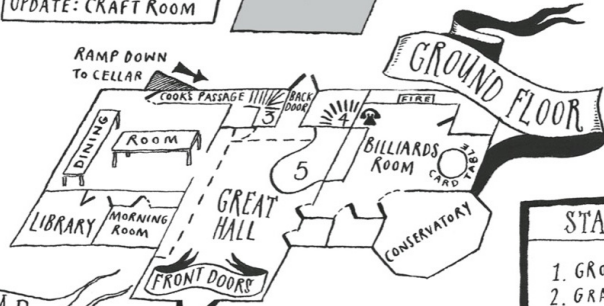 UPDATE: CRAFT ROOM
RAMP DOWN
TO CELLAR
GROUND FLOOR
COOK'S PASSAGE
3
BACK
DOOR
4
FIRE
DINING
ROOM
BILLIARDS
ROOM
CARD TABLE
5
GREAT
HALL
LIBRARY
MORNING
ROOM
CONSERVATORY
FRONT DOORS
STA
1. GRO
2. GRA